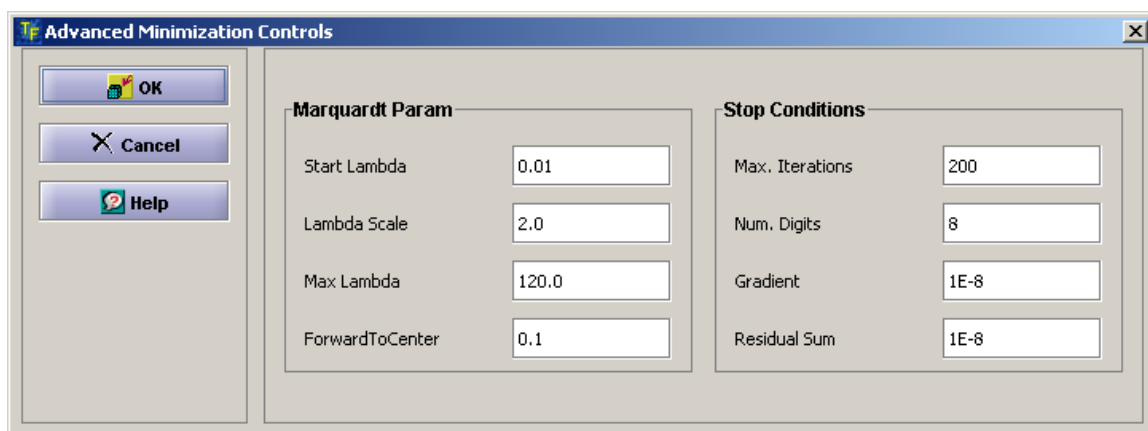 TF Advanced Minimization Controls
OK
Cancel
Help
Marquardt Param
Start Lambda 0.01
Lambda Scale 2.0
Max Lambda 120.0
ForwardToCenter 0.1
Stop Conditions
Max. Iterations 200
Num. Digits 8
Gradient 1E-8
Residual Sum 1E-8